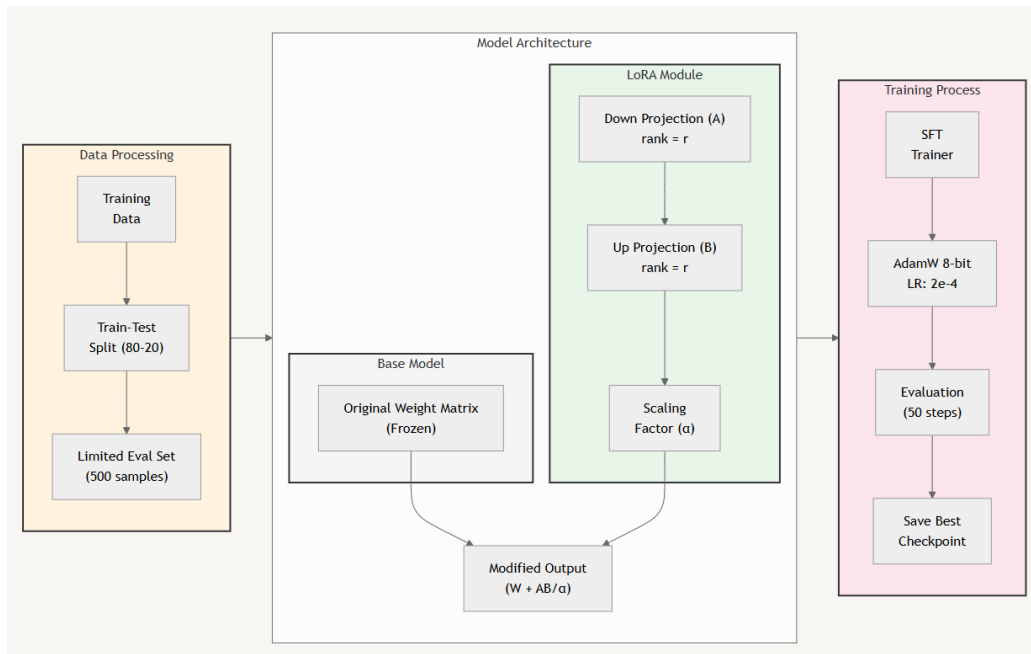 Data Processing
Training
Data
Train-Test
Split (80-20)
Limited Eval Set
(500 samples)
Model Architecture
LoRA Module
Down Projection (A)
rank = r
Up Projection (B)
rank = r
Scaling
Factor (α)
Base Model
Original Weight Matrix
(Frozen)
Modified Output
(W + AB/α)
Training Process
SFT
Trainer
AdamW 8-bit
LR: 2e-4
Evaluation
(50 steps)
Save Best
Checkpoint